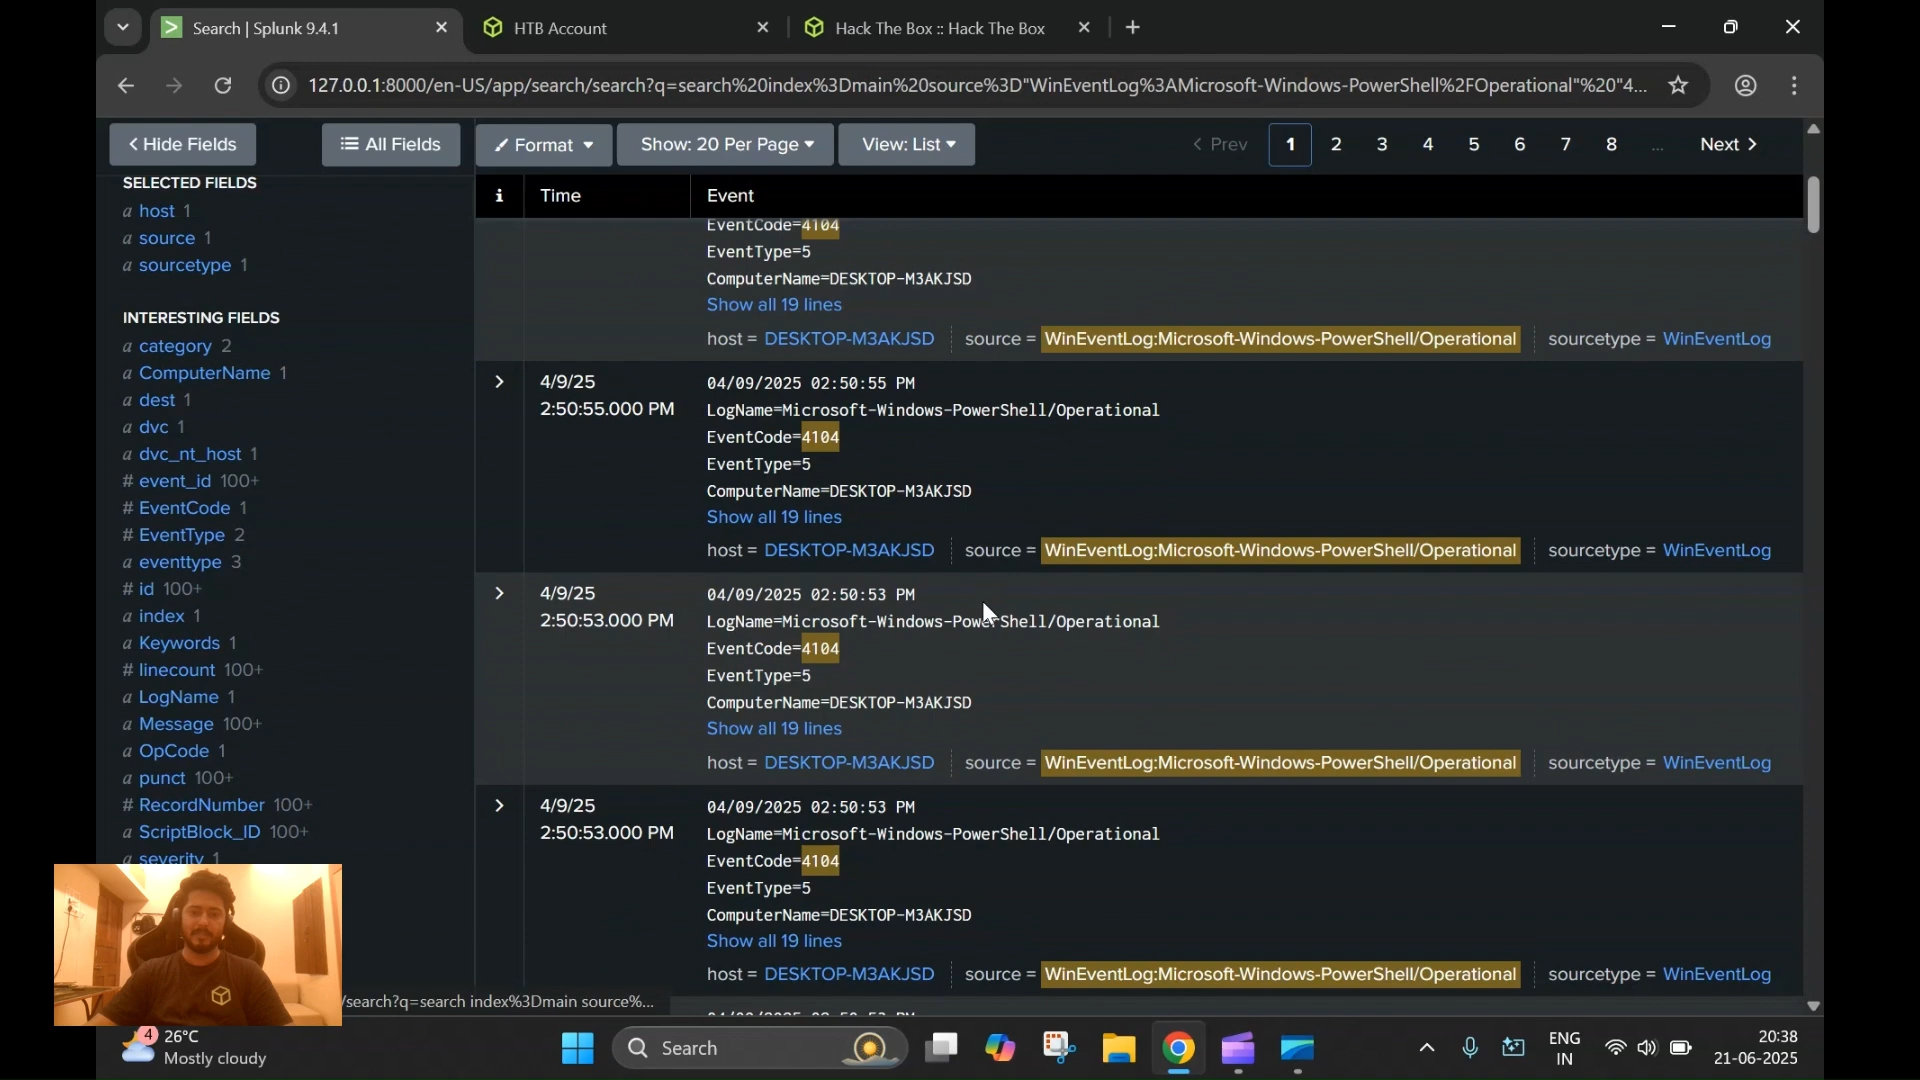 Search | Splunk 9.4.1
HTB Account
Hack The Box :: Hack The Box
127.0.0.1:8000/en-US/app/search/search?q=search%20index%3Dmain%20source%3D"WinEventLog%3AMicrosoft-Windows-PowerShell%2FOperational"%20"4...
Hide Fields
All Fields
Format
Show: 20 Per Page
View: List
< Prev 1 2 3 4 5 6 7 8 ... Next >
SELECTED FIELDS
a host 1
a source 1
a sourcetype 1
INTERESTING FIELDS
a category 2
a ComputerName 1
a dest 1
a dvc 1
a dvc_nt_host 1
# event_id 100+
# EventCode 1
# EventType 2
a eventtype 3
# id 100+
a index 1
a Keywords 1
# linecount 100+
a LogName 1
a Message 100+
a OpCode 1
a punct 100+
# RecordNumber 100+
a ScriptBlock_ID 100+
a severity 1
i Time Event
EventCode=4104
EventType=5
ComputerName=DESKTOP-M3AKJSD
Show all 19 lines
host = DESKTOP-M3AKJSD source = WinEventLog:Microsoft-Windows-PowerShell/Operational sourcetype = WinEventLog
4/9/25
2:50:55.000 PM
04/09/2025 02:50:55 PM
LogName=Microsoft-Windows-PowerShell/Operational
EventCode=4104
EventType=5
ComputerName=DESKTOP-M3AKJSD
Show all 19 lines
host = DESKTOP-M3AKJSD source = WinEventLog:Microsoft-Windows-PowerShell/Operational sourcetype = WinEventLog
4/9/25
2:50:53.000 PM
04/09/2025 02:50:53 PM
LogName=Microsoft-Windows-PowerShell/Operational
EventCode=4104
EventType=5
ComputerName=DESKTOP-M3AKJSD
Show all 19 lines
host = DESKTOP-M3AKJSD source = WinEventLog:Microsoft-Windows-PowerShell/Operational sourcetype = WinEventLog
4/9/25
2:50:53.000 PM
04/09/2025 02:50:53 PM
LogName=Microsoft-Windows-PowerShell/Operational
EventCode=4104
EventType=5
ComputerName=DESKTOP-M3AKJSD
Show all 19 lines
host = DESKTOP-M3AKJSD source = WinEventLog:Microsoft-Windows-PowerShell/Operational sourcetype = WinEventLog
/search?q=search index%3Dmain source%...
4
26°C
Mostly cloudy
Search
ENG
IN
20:38
21-06-2025